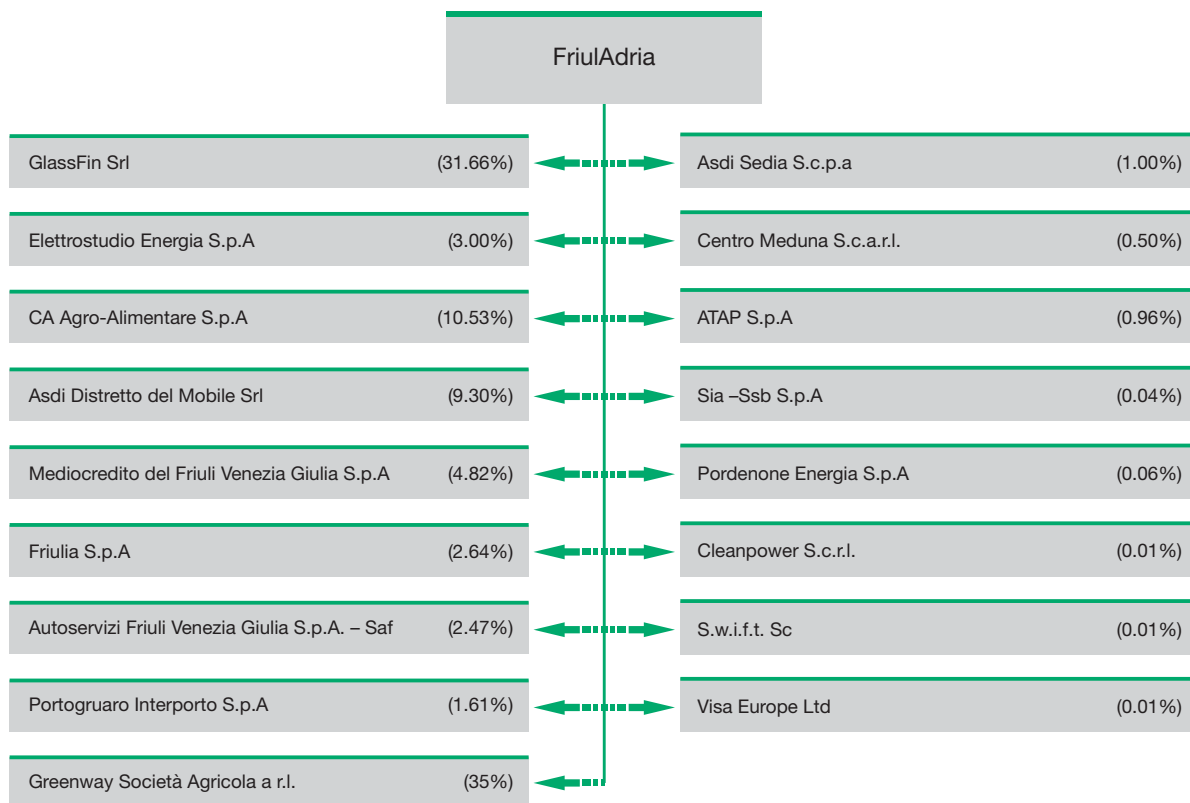 FriulAdria
GlassFin Srl (31.66%)
Asdi Sedia S.c.p.a (1.00%)
Elettrostudio Energia S.p.A (3.00%)
Centro Meduna S.c.a.r.l. (0.50%)
CA Agro-Alimentare S.p.A (10.53%)
ATAP S.p.A (0.96%)
Asdi Distretto del Mobile Srl (9.30%)
Sia –Ssb S.p.A (0.04%)
Mediocredito del Friuli Venezia Giulia S.p.A (4.82%)
Pordenone Energia S.p.A (0.06%)
Friulia S.p.A (2.64%)
Cleanpower S.c.r.l. (0.01%)
Autoservizi Friuli Venezia Giulia S.p.A. – Saf (2.47%)
S.w.i.f.t. Sc (0.01%)
Portogruaro Interporto S.p.A (1.61%)
Visa Europe Ltd (0.01%)
Greenway Società Agricola a r.l. (35%)